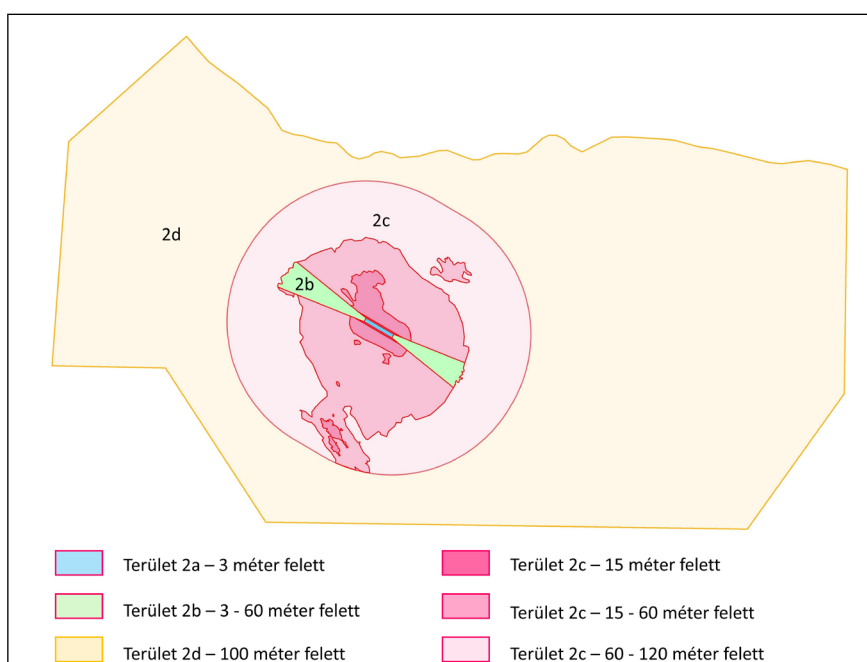 2c
2d
2b
Terület 2a – 3 méter felett
Terület 2c – 15 méter felett
Terület 2b – 3 - 60 méter felett
Terület 2c – 15 - 60 méter felett
Terület 2d – 100 méter felett
Terület 2c – 60 - 120 méter felett